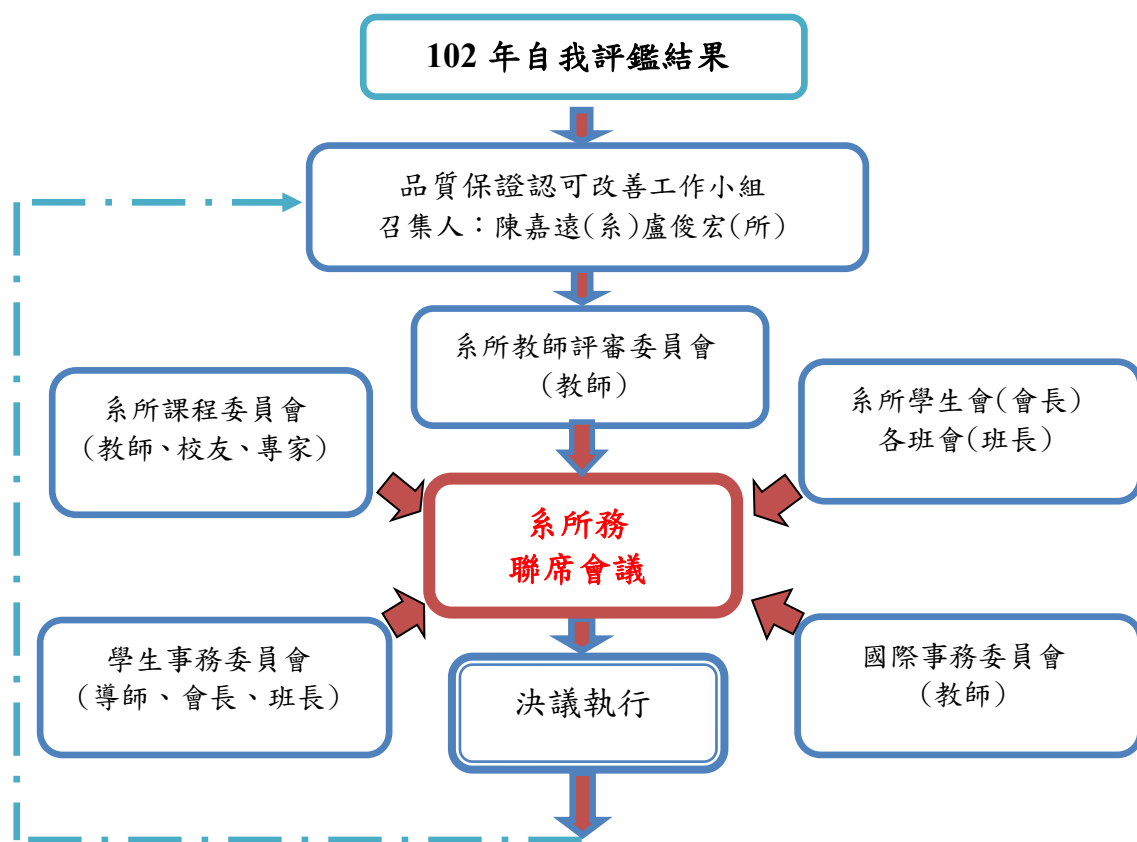 102 年自我評鑑結果
品質保證認可改善工作小組
召集人：陳嘉遠(系)盧俊宏(所)
系所教師評審委員會
(教師)
系所課程委員會
(教師、校友、專家)
系所學生會(會長)
各班會(班長)
系所務
聯席會議
學生事務委員會
(導師、會長、班長)
決議執行
國際事務委員會
(教師)